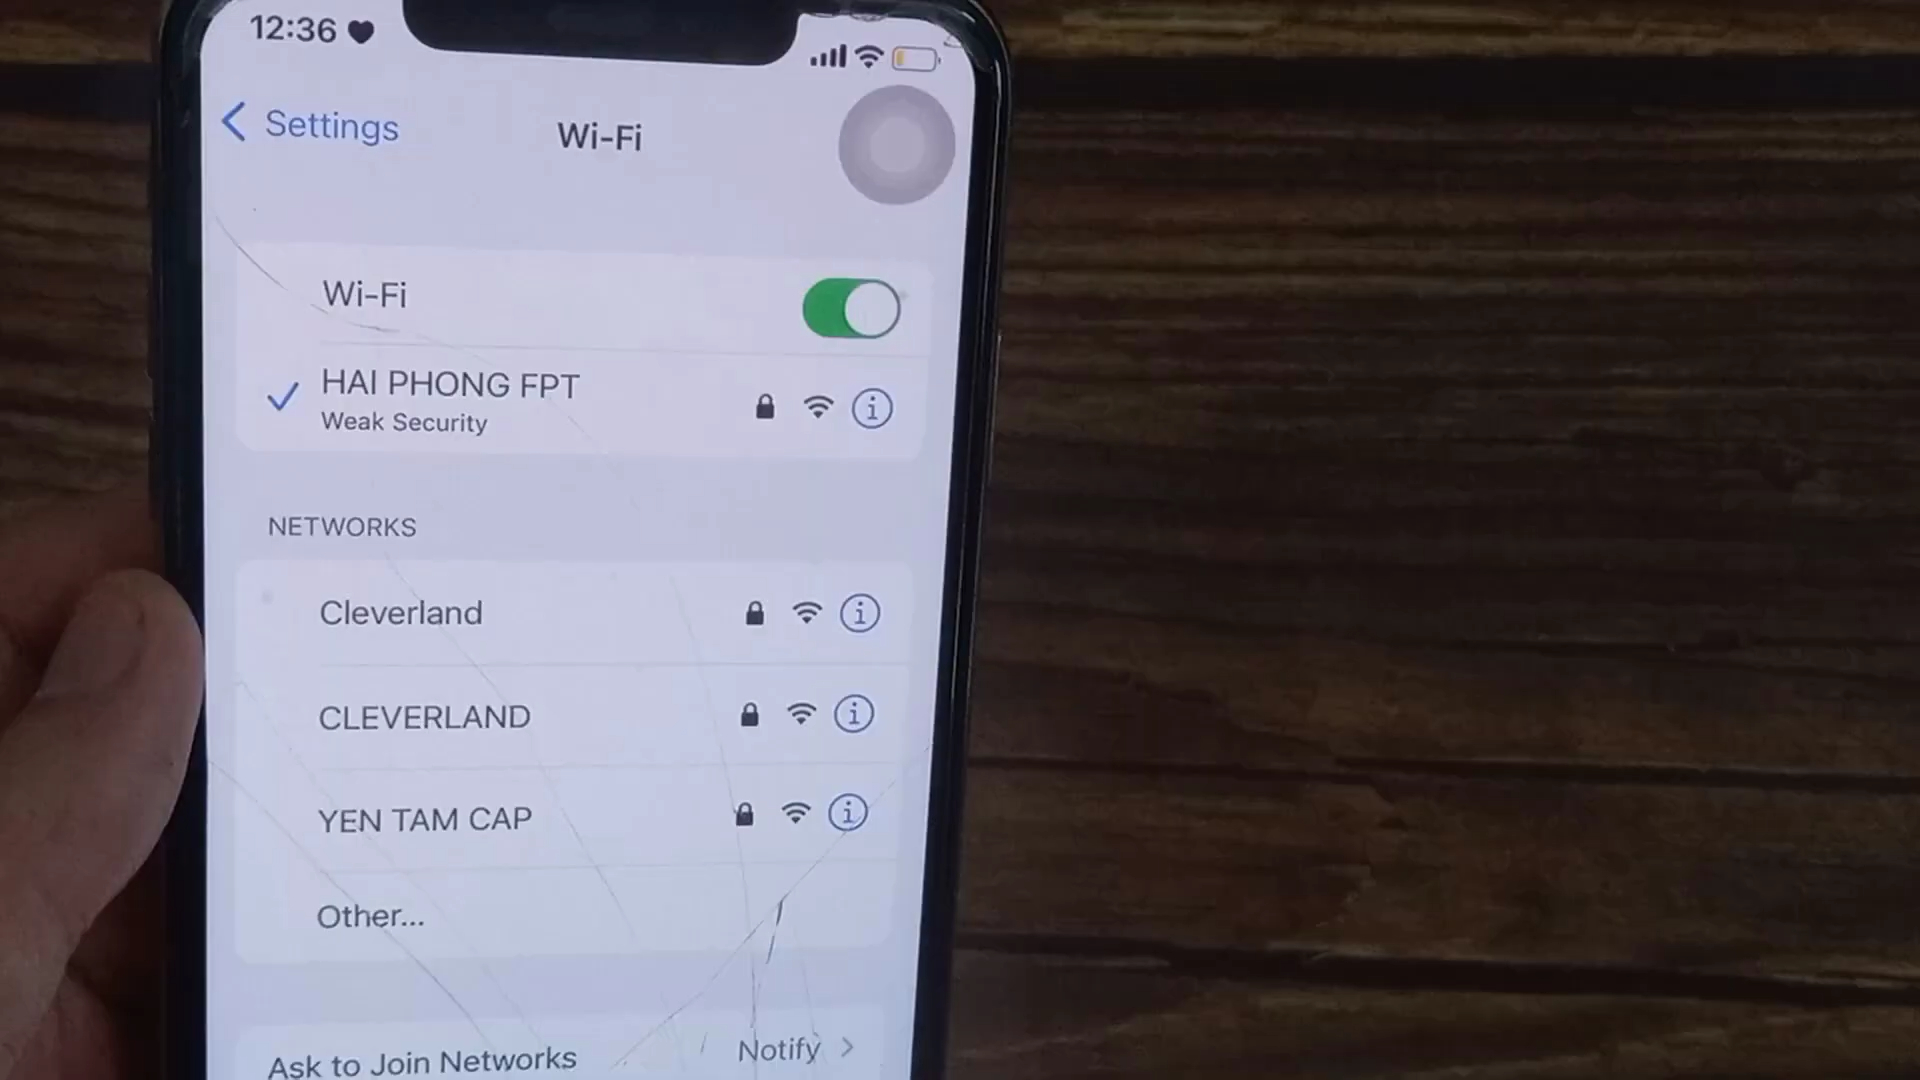 12:36
Settings
Wi-Fi
Wi-Fi
HAI PHONG FPT
Weak Security
NETWORKS
Cleverland
CLEVERLAND
YEN TAM CAP
Other...
Ask to Join Networks
Notify